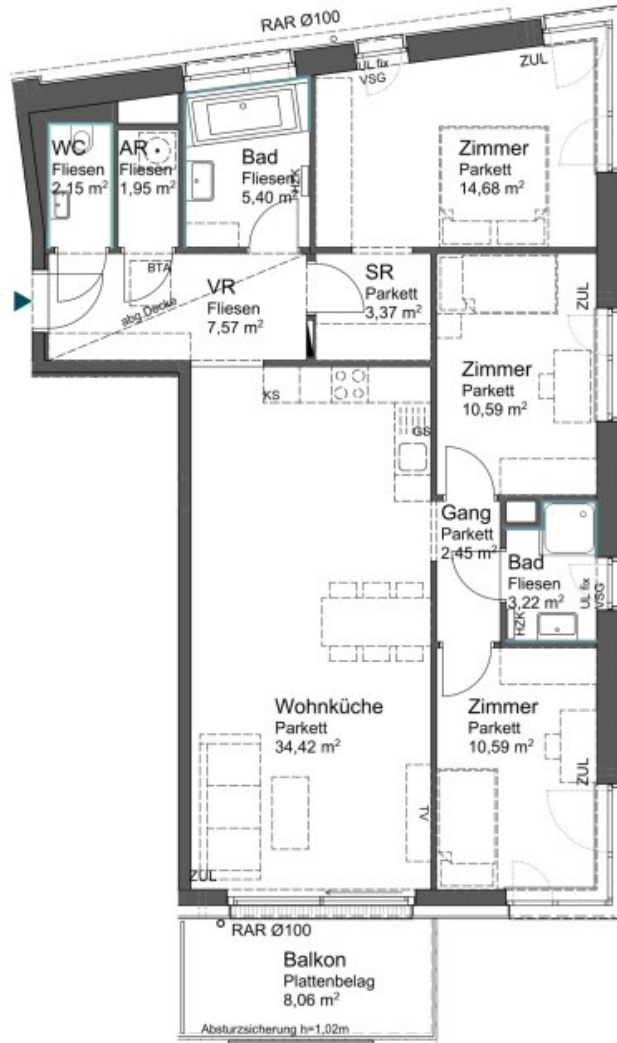 RAR Ø100
UL fix
VSG
ZUL
WC
Fliesen
2,15 m²
AR
Fliesen
1,95 m²
Bad
Fliesen
5,40 m²
HZK
Zimmer
Parkett
14,68 m²
BTA
abg Decke
VR
Fliesen
7,57 m²
SR
Parkett
3,37 m²
ZUL
Zimmer
Parkett
10,59 m²
KS
GS
Gang
Parkett
2,45 m²
Bad
Fliesen
3,22 m²
HZK
UL fix
VSG
Wohnküche
Parkett
34,42 m²
Zimmer
Parkett
10,59 m²
ZUL
TV
ZUL
RAR Ø100
Balkon
Plattenbelag
8,06 m²
Absturzsicherung h=1,02m